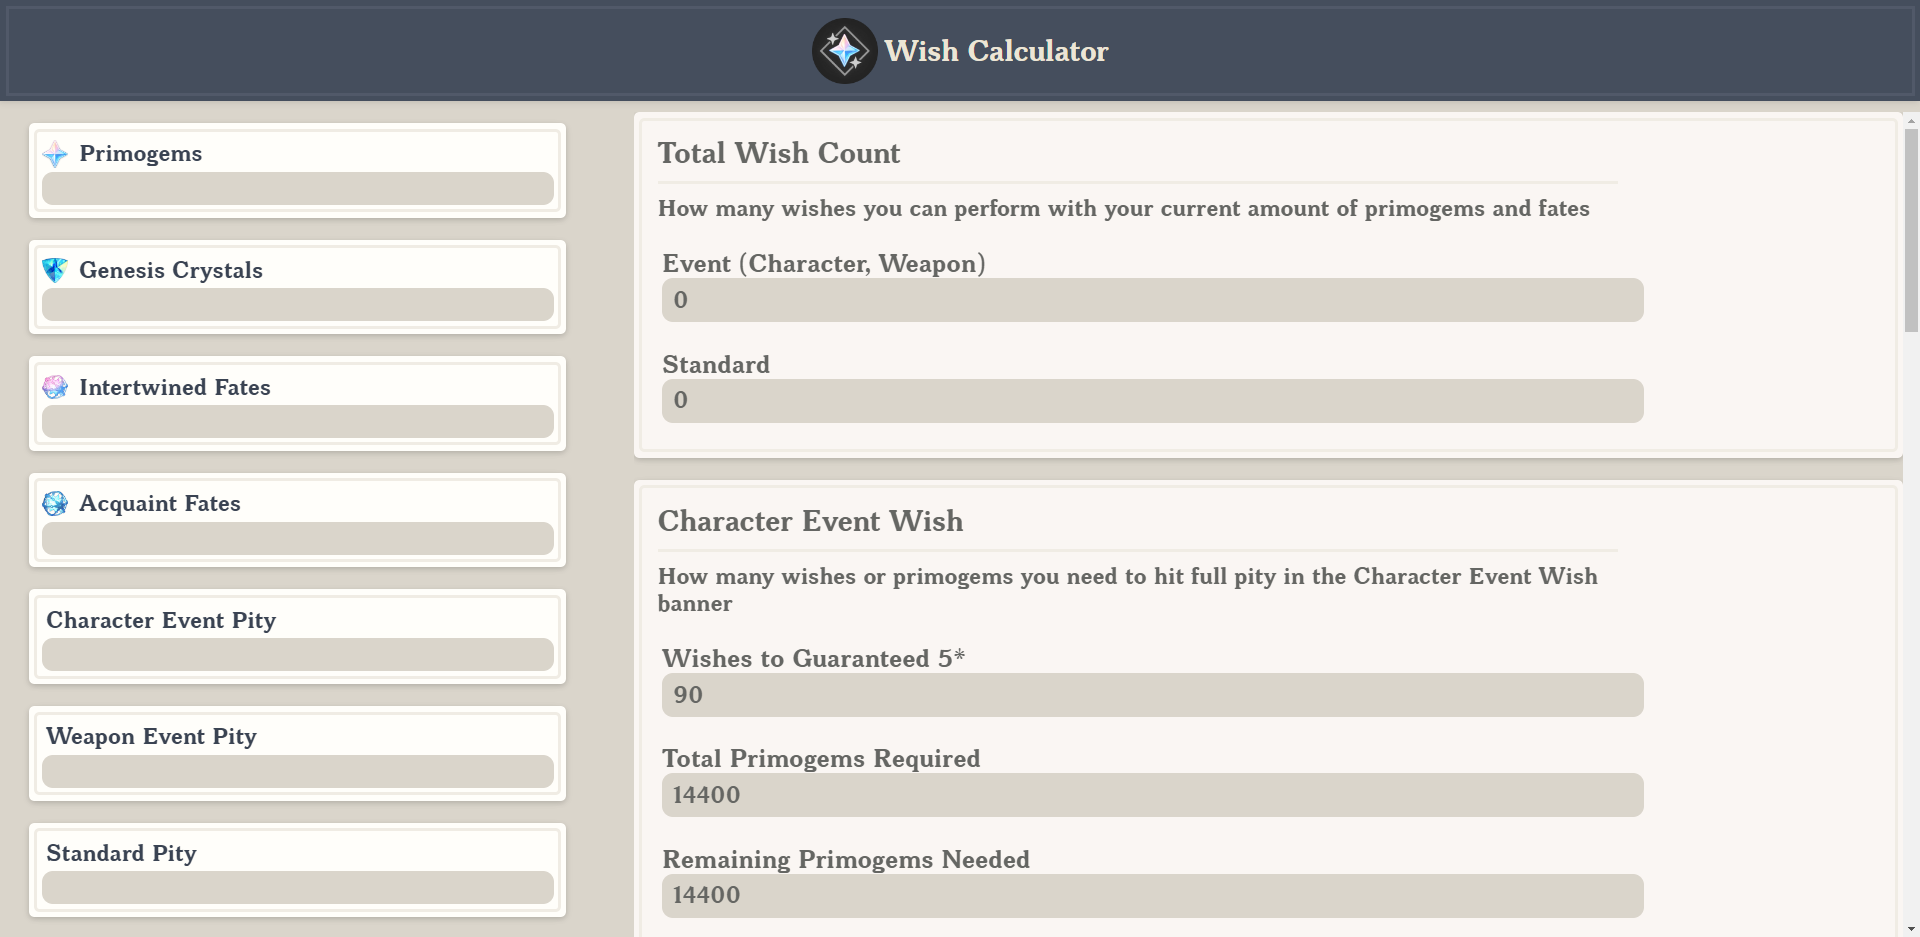 Wish Calculator
Primogems
Genesis Crystals
Intertwined Fates
Acquaint Fates
Character Event Pity
Weapon Event Pity
Standard Pity
Total Wish Count
How many wishes you can perform with your current amount of primogems and fates
Event (Character, Weapon)
0
Standard
0
Character Event Wish
How many wishes or primogems you need to hit full pity in the Character Event Wish
banner
Wishes to Guaranteed 5*
90
Total Primogems Required
14400
Remaining Primogems Needed
14400